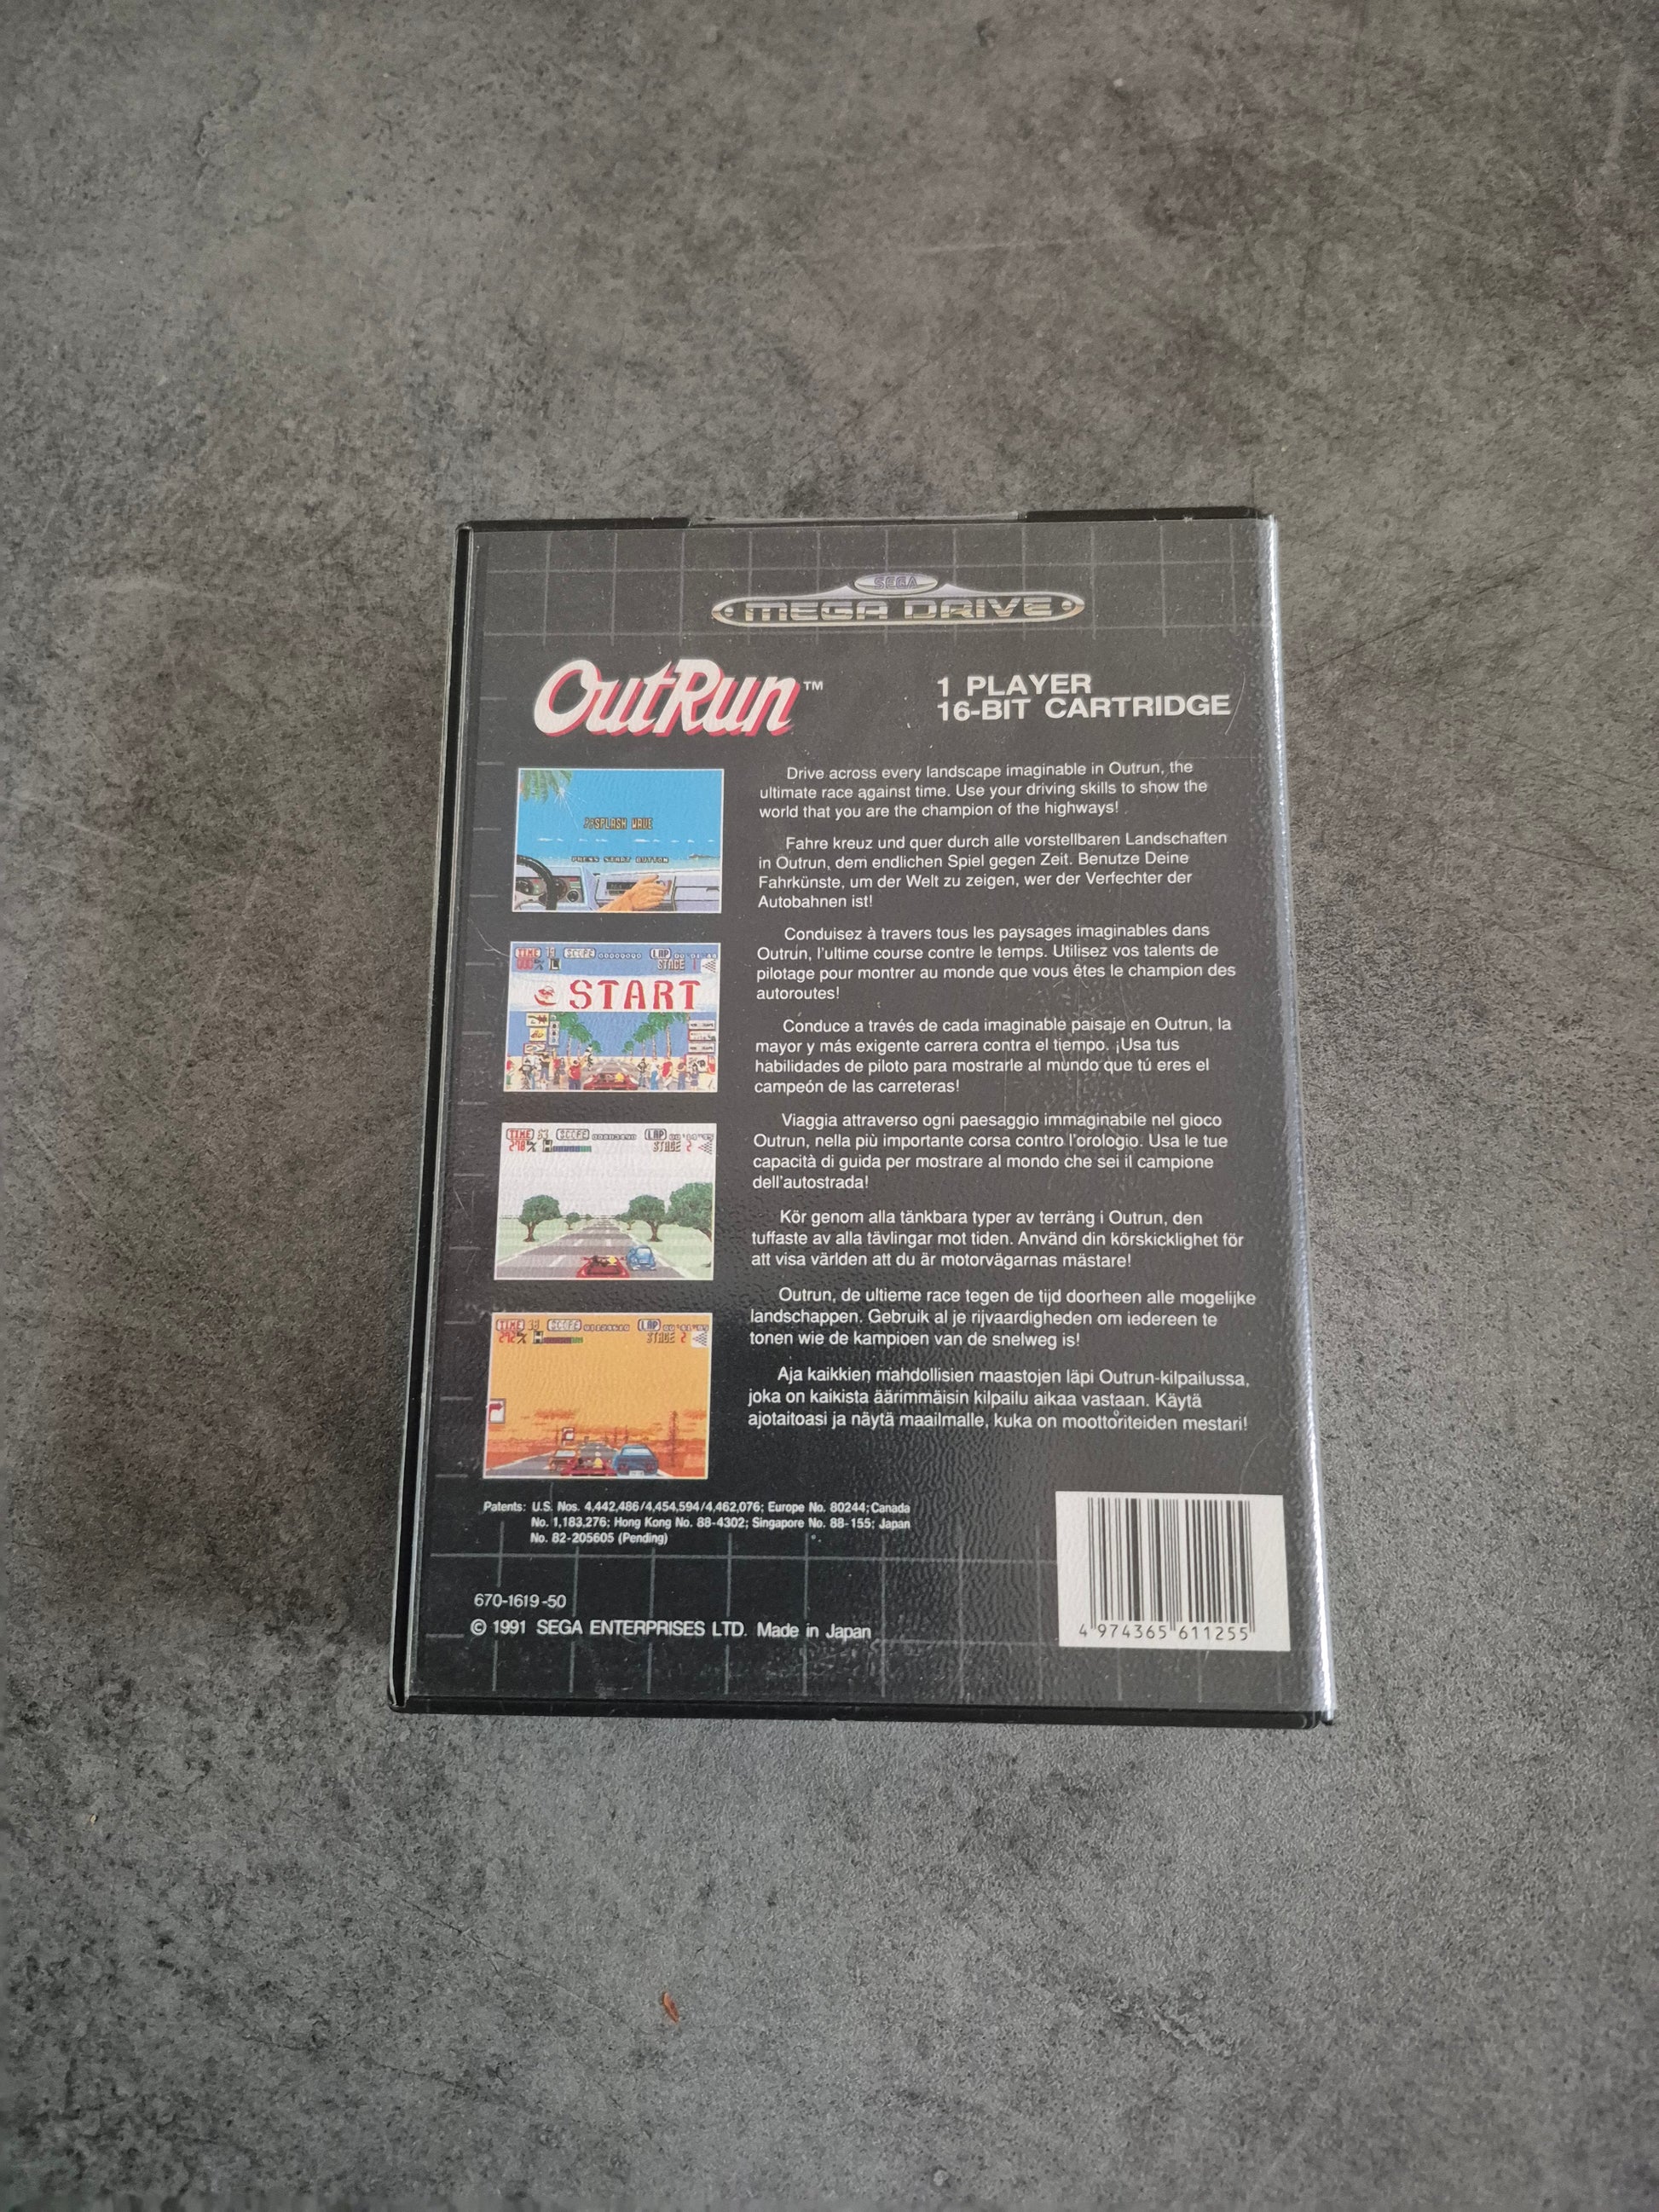 SEGA
MEGA DRIVE
OutRun™
1 PLAYER
16-BIT CARTRIDGE
SPLASH WAVE
PRESS START BUTTON
TIME SCORE LAP
STAGE 1
START
TIME SCORE LAP
STAGE 2
TIME SCORE LAP
STAGE 2
Drive across every landscape imaginable in Outrun, the
ultimate race against time. Use your driving skills to show the
world that you are the champion of the highways!
Fahre kreuz und quer durch alle vorstellbaren Landschaften
in Outrun, dem endlichen Spiel gegen Zeit. Benutze Deine
Fahrkünste, um der Welt zu zeigen, wer der Verfechter der
Autobahnen ist!
Conduisez à travers tous les paysages imaginables dans
Outrun, l'ultime course contre le temps. Utilisez vos talents de
pilotage pour montrer au monde que vous êtes le champion des
autoroutes!
Conduce a través de cada imaginable paisaje en Outrun, la
mayor y más exigente carrera contra el tiempo. ¡Usa tus
habilidades de piloto para mostrarle al mundo que tú eres el
campeón de las carreteras!
Viaggia attraverso ogni paesaggio immaginabile nel gioco
Outrun, nella più importante corsa contro l'orologio. Usa le tue
capacità di guida per mostrare al mondo che sei il campione
dell'autostrada!
Kör genom alla tänkbara typer av terräng i Outrun, den
tuffaste av alla tävlingar mot tiden. Använd din körskicklighet för
att visa världen att du är motorvägarnas mästare!
Outrun, de ultieme race tegen de tijd doorheen alle mogelijke
landschappen. Gebruik al je rijvaardigheden om iedereen te
tonen wie de kampioen van de snelweg is!
Aja kaikkien mahdollisien maastojen läpi Outrun-kilpailussa,
joka on kaikista äärimmäisin kilpailu aikaa vastaan. Käytä
ajotaitoasi ja näytä maailmalle, kuka on moottoriteiden mestari!
Patents: U.S. Nos. 4,442,486/4,454,594/4,462,076; Europe No. 80244; Canada
No. 1,183,276; Hong Kong No. 88-4302; Singapore No. 88-155; Japan
No. 82-205605 (Pending)
670-1619-50
© 1991 SEGA ENTERPRISES LTD. Made in Japan
4 974365 611255